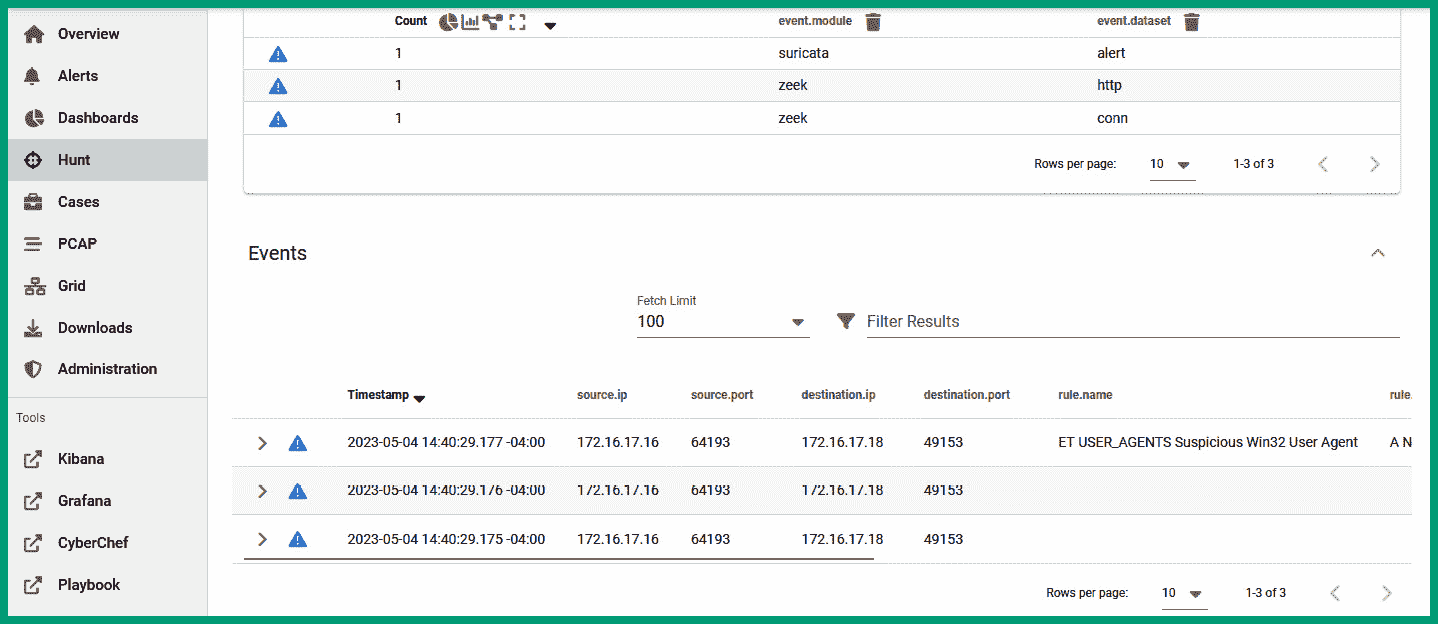 Overview
Alerts
Dashboards
Hunt
Cases
PCAP
Grid
Downloads
Administration
Tools
Kibana
Grafana
CyberChef
Playbook
Count event.module event.dataset
1 suricata alert
1 zeek http
1 zeek conn
Rows per page: 10 1-3 of 3
Events
Fetch Limit
100 Filter Results
Timestamp source.ip source.port destination.ip destination.port rule.name rule.
2023-05-04 14:40:29.177 -04:00 172.16.17.16 64193 172.16.17.18 49153 ET USER_AGENTS Suspicious Win32 User Agent A N
2023-05-04 14:40:29.176 -04:00 172.16.17.16 64193 172.16.17.18 49153
2023-05-04 14:40:29.175 -04:00 172.16.17.16 64193 172.16.17.18 49153
Rows per page: 10 1-3 of 3